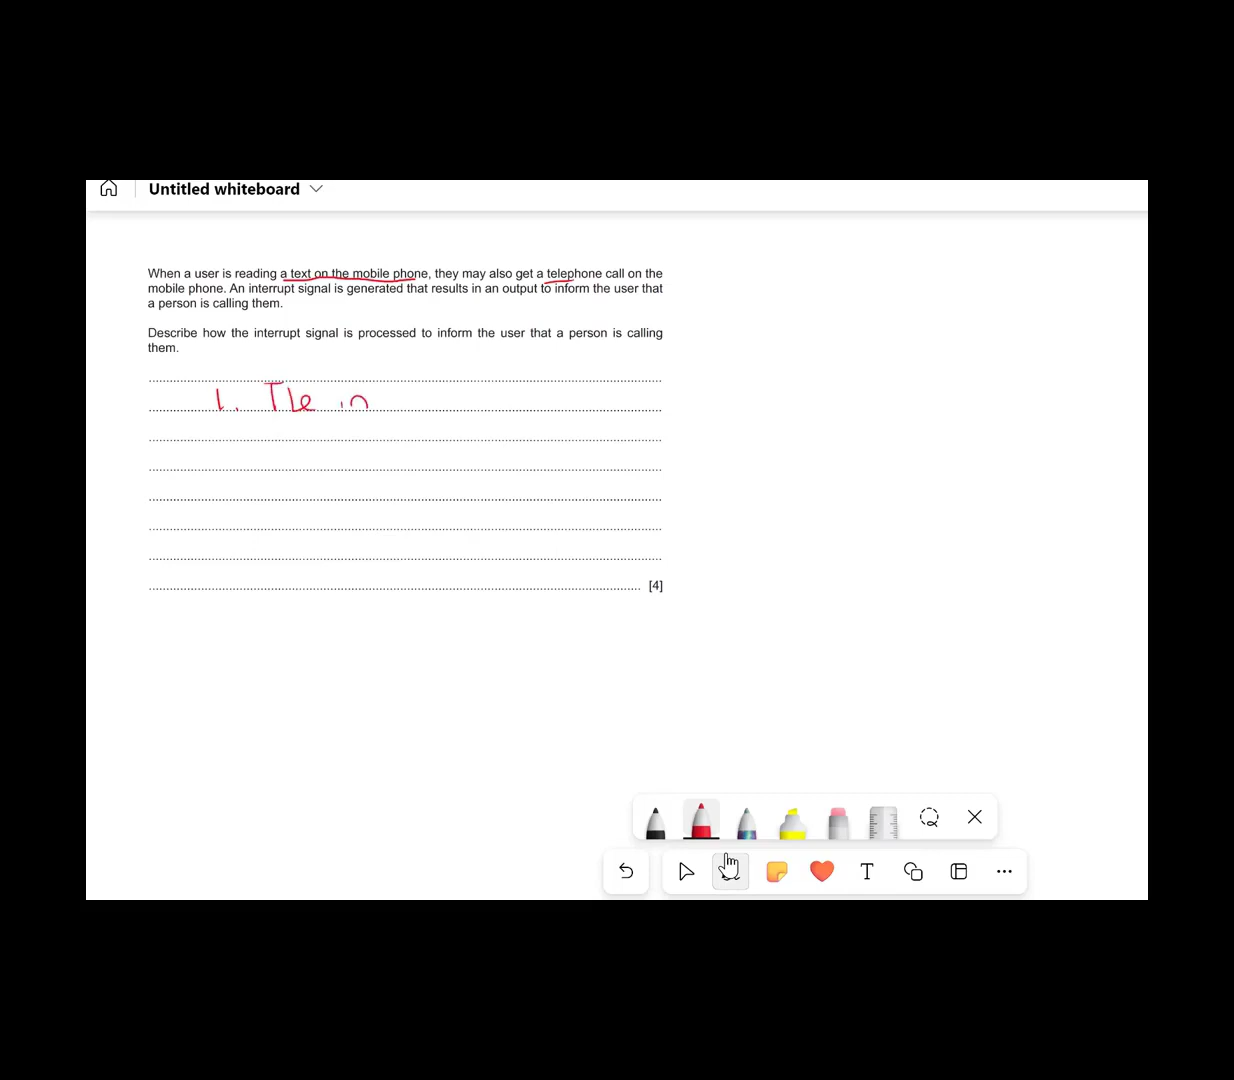 Untitled whiteboard
When a user is reading a text on the mobile phone, they may also get a telephone call on the
mobile phone. An interrupt signal is generated that results in an output to inform the user that
a person is calling them.
Describe how the interrupt signal is processed to inform the user that a person is calling
them.
1. The in
[4]
T